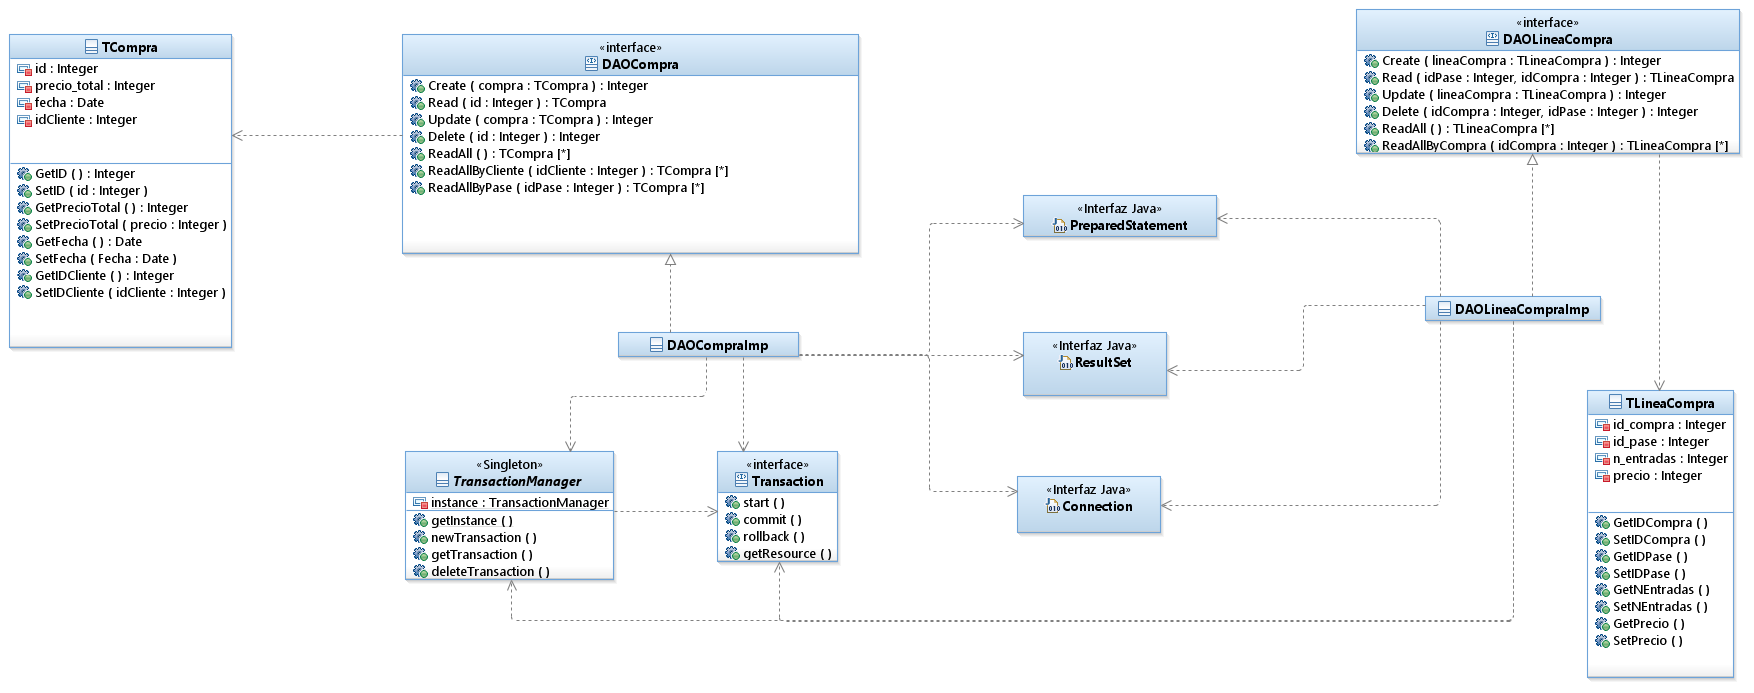 TCompra
id : Integer
precio_total : Integer
fecha : Date
idCliente : Integer
GetID ( ) : Integer
SetID ( id : Integer )
GetPrecioTotal ( ) : Integer
SetPrecioTotal ( precio : Integer )
GetFecha ( ) : Date
SetFecha ( Fecha : Date )
GetIDCliente ( ) : Integer
SetIDCliente ( idCliente : Integer )
«interface»
DAOCompra
Create ( compra : TCompra ) : Integer
Read ( id : Integer ) : TCompra
Update ( compra : TCompra ) : Integer
Delete ( id : Integer ) : Integer
ReadAll ( ) : TCompra [*]
ReadAllByCliente ( idCliente : Integer ) : TCompra [*]
ReadAllByPase ( idPase : Integer ) : TCompra [*]
«interface»
DAOLineaCompra
Create ( lineaCompra : TLineaCompra ) : Integer
Read ( idPase : Integer, idCompra : Integer ) : TLineaCompra
Update ( lineaCompra : TLineaCompra ) : Integer
Delete ( idCompra : Integer, idPase : Integer ) : Integer
ReadAll ( ) : TLineaCompra [*]
ReadAllByCompra ( idCompra : Integer ) : TLineaCompra [*]
«Interfaz Java»
PreparedStatement
DAOLineaCompraImp
DAOCompraImp
«Interfaz Java»
ResultSet
«Singleton»
TransactionManager
instance : TransactionManager
getInstance ( )
newTransaction ( )
getTransaction ( )
deleteTransaction ( )
«interface»
Transaction
start ( )
commit ( )
rollback ( )
getResource ( )
«Interfaz Java»
Connection
TLineaCompra
id_compra : Integer
id_pase : Integer
n_entradas : Integer
precio : Integer
GetIDCompra ( )
SetIDCompra ( )
GetIDPase ( )
SetIDPase ( )
GetNEntradas ( )
SetNEntradas ( )
GetPrecio ( )
SetPrecio ( )